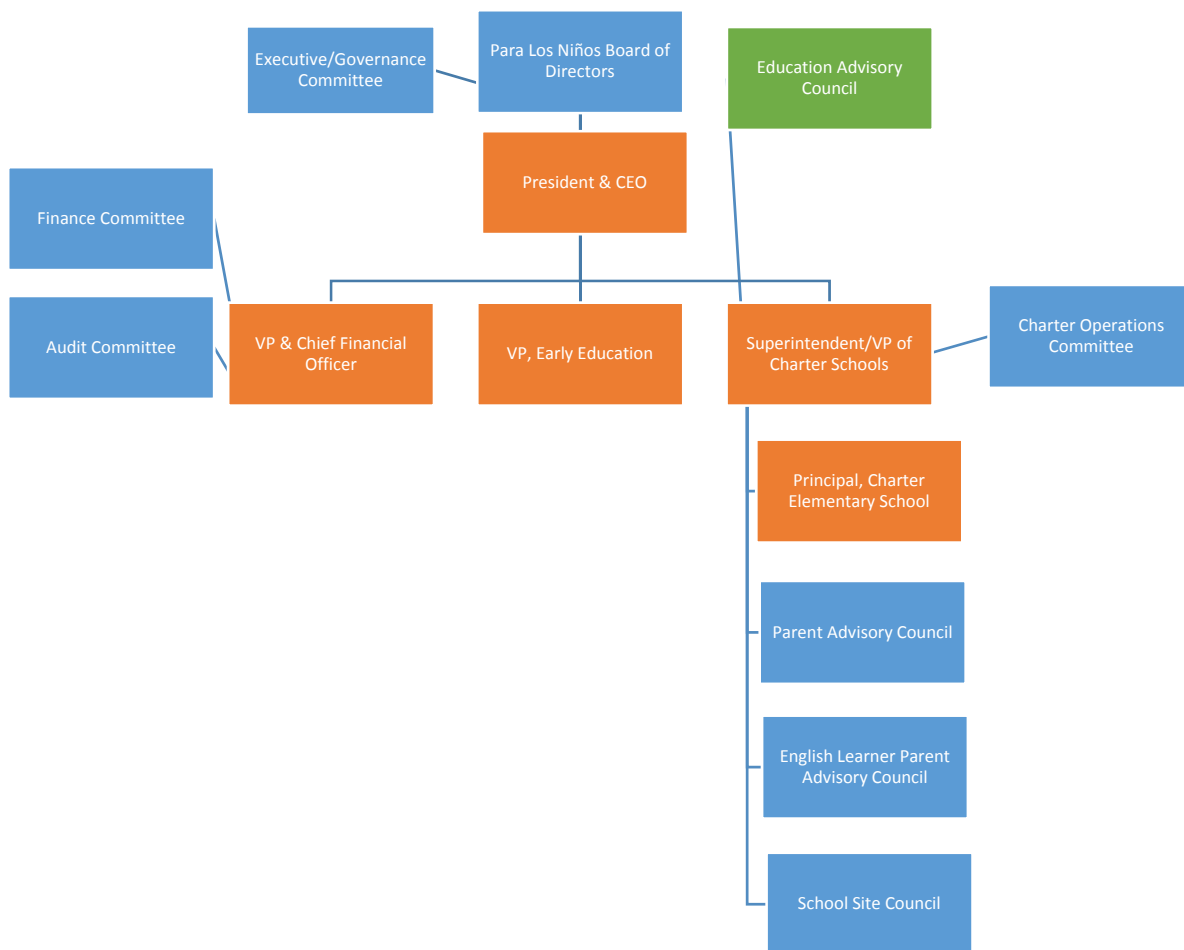 Executive/Governance
Committee
Para Los Niños Board of
Directors
Education Advisory
Council
President & CEO
Finance Committee
Audit Committee
VP & Chief Financial
Officer
VP, Early Education
Superintendent/VP of
Charter Schools
Charter Operations
Committee
Principal, Charter
Elementary School
Parent Advisory Council
English Learner Parent
Advisory Council
School Site Council